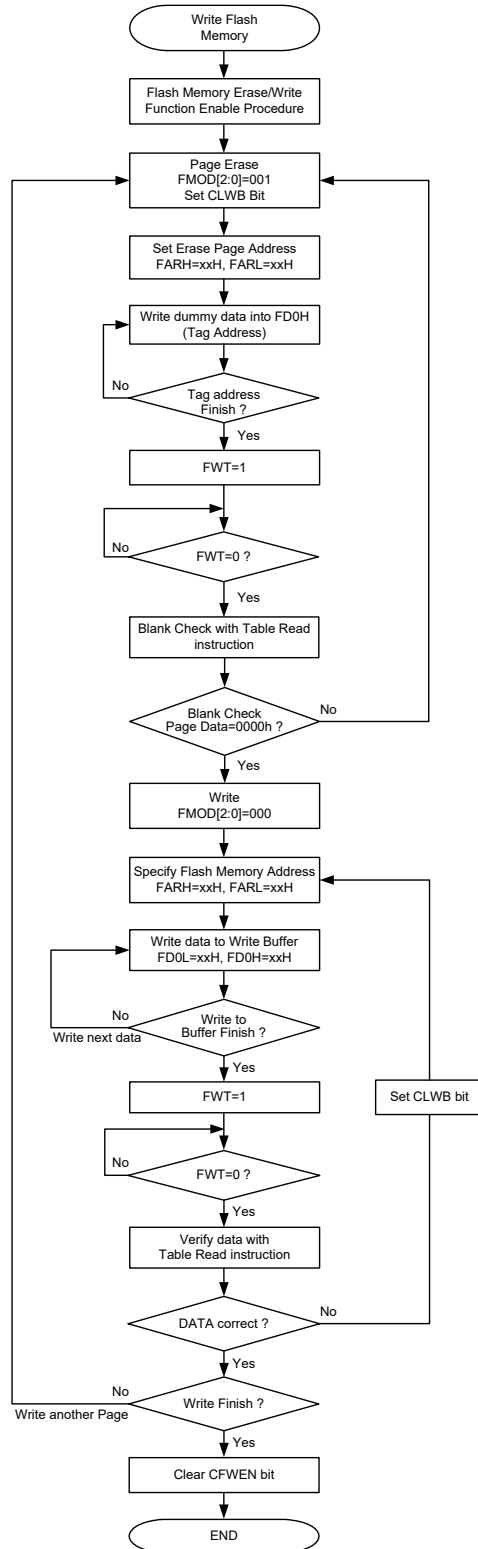 Write Flash
Memory
Flash Memory Erase/Write
Function Enable Procedure
Page Erase
FMOD[2:0]=001
Set CLWB Bit
Set Erase Page Address
FARH=xxH, FARL=xxH
Write dummy data into FD0H
(Tag Address)
No
Tag address
Finish ?
Yes
FWT=1
No
FWT=0 ?
Yes
Blank Check with Table Read
instruction
Blank Check
Page Data=0000h ?
No
Yes
Write
FMOD[2:0]=000
Specify Flash Memory Address
FARH=xxH, FARL=xxH
Write data to Write Buffer
FD0L=xxH, FD0H=xxH
No
Write next data
Write to
Buffer Finish ?
Yes
FWT=1
Set CLWB bit
No
FWT=0 ?
Yes
Verify data with
Table Read instruction
No
DATA correct ?
Yes
No
Write another Page
Write Finish ?
Yes
Clear CFWEN bit
END